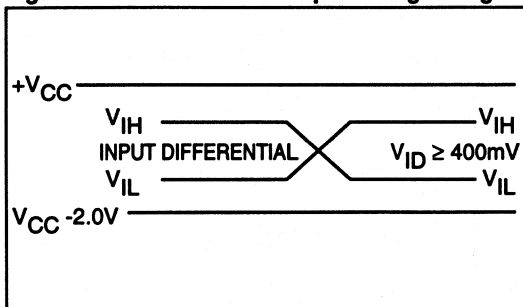 +VCC
VIH VIH
INPUT DIFFERENTIAL VID ≥ 400mV
VIL VIL
VCC -2.0V